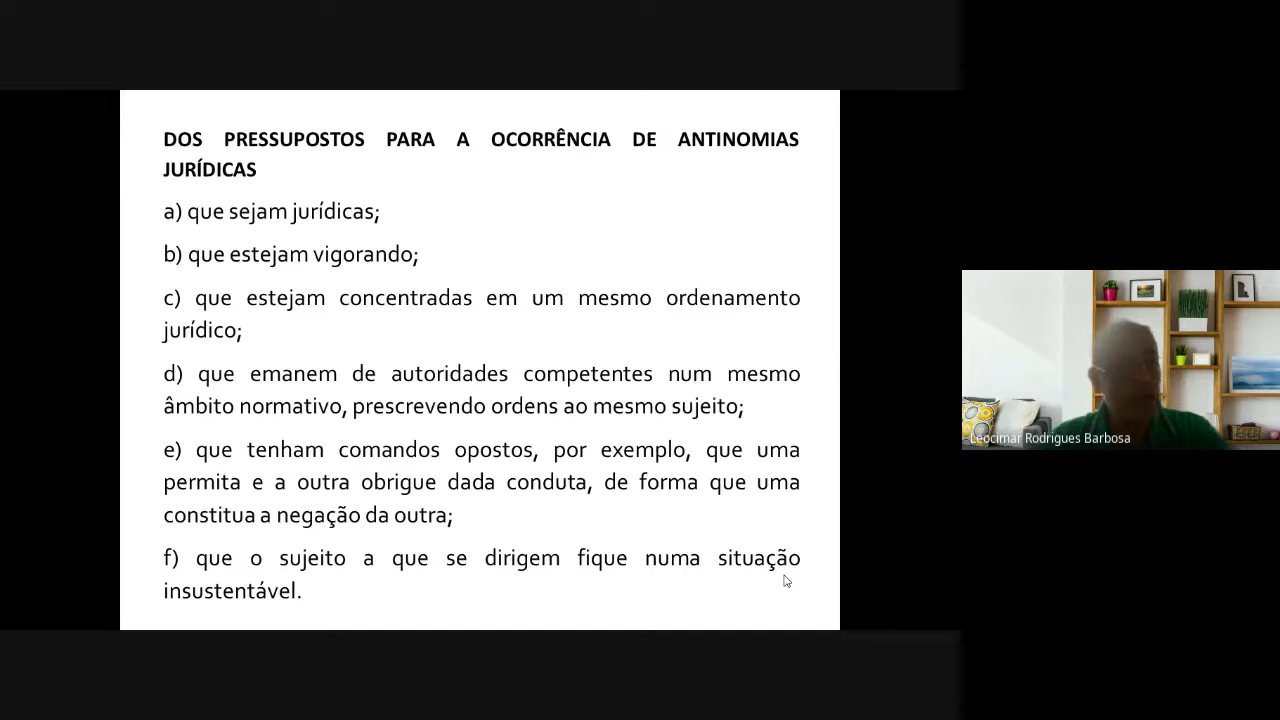 DOS PRESSUPOSTOS PARA A OCORRÊNCIA DE ANTINOMIAS
JURÍDICAS
a) que sejam jurídicas;
b) que estejam vigorando;
c) que estejam concentradas em um mesmo ordenamento
jurídico;
d) que emanem de autoridades competentes num mesmo
âmbito normativo, prescrevendo ordens ao mesmo sujeito;
e) que tenham comandos opostos, por exemplo, que uma
permita e a outra obrigue dada conduta, de forma que uma
constitua a negação da outra;
f) que o sujeito a que se dirigem fique numa situação
insustentável.
Leocimar Rodrigues Barbosa